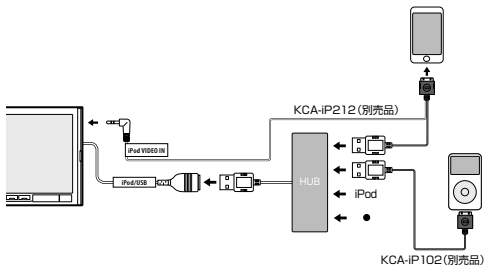 KCA-iP212（別売品）
iPod VIDEO IN
iPod/USB
HUB
iPod
KCA-iP102（別売品）